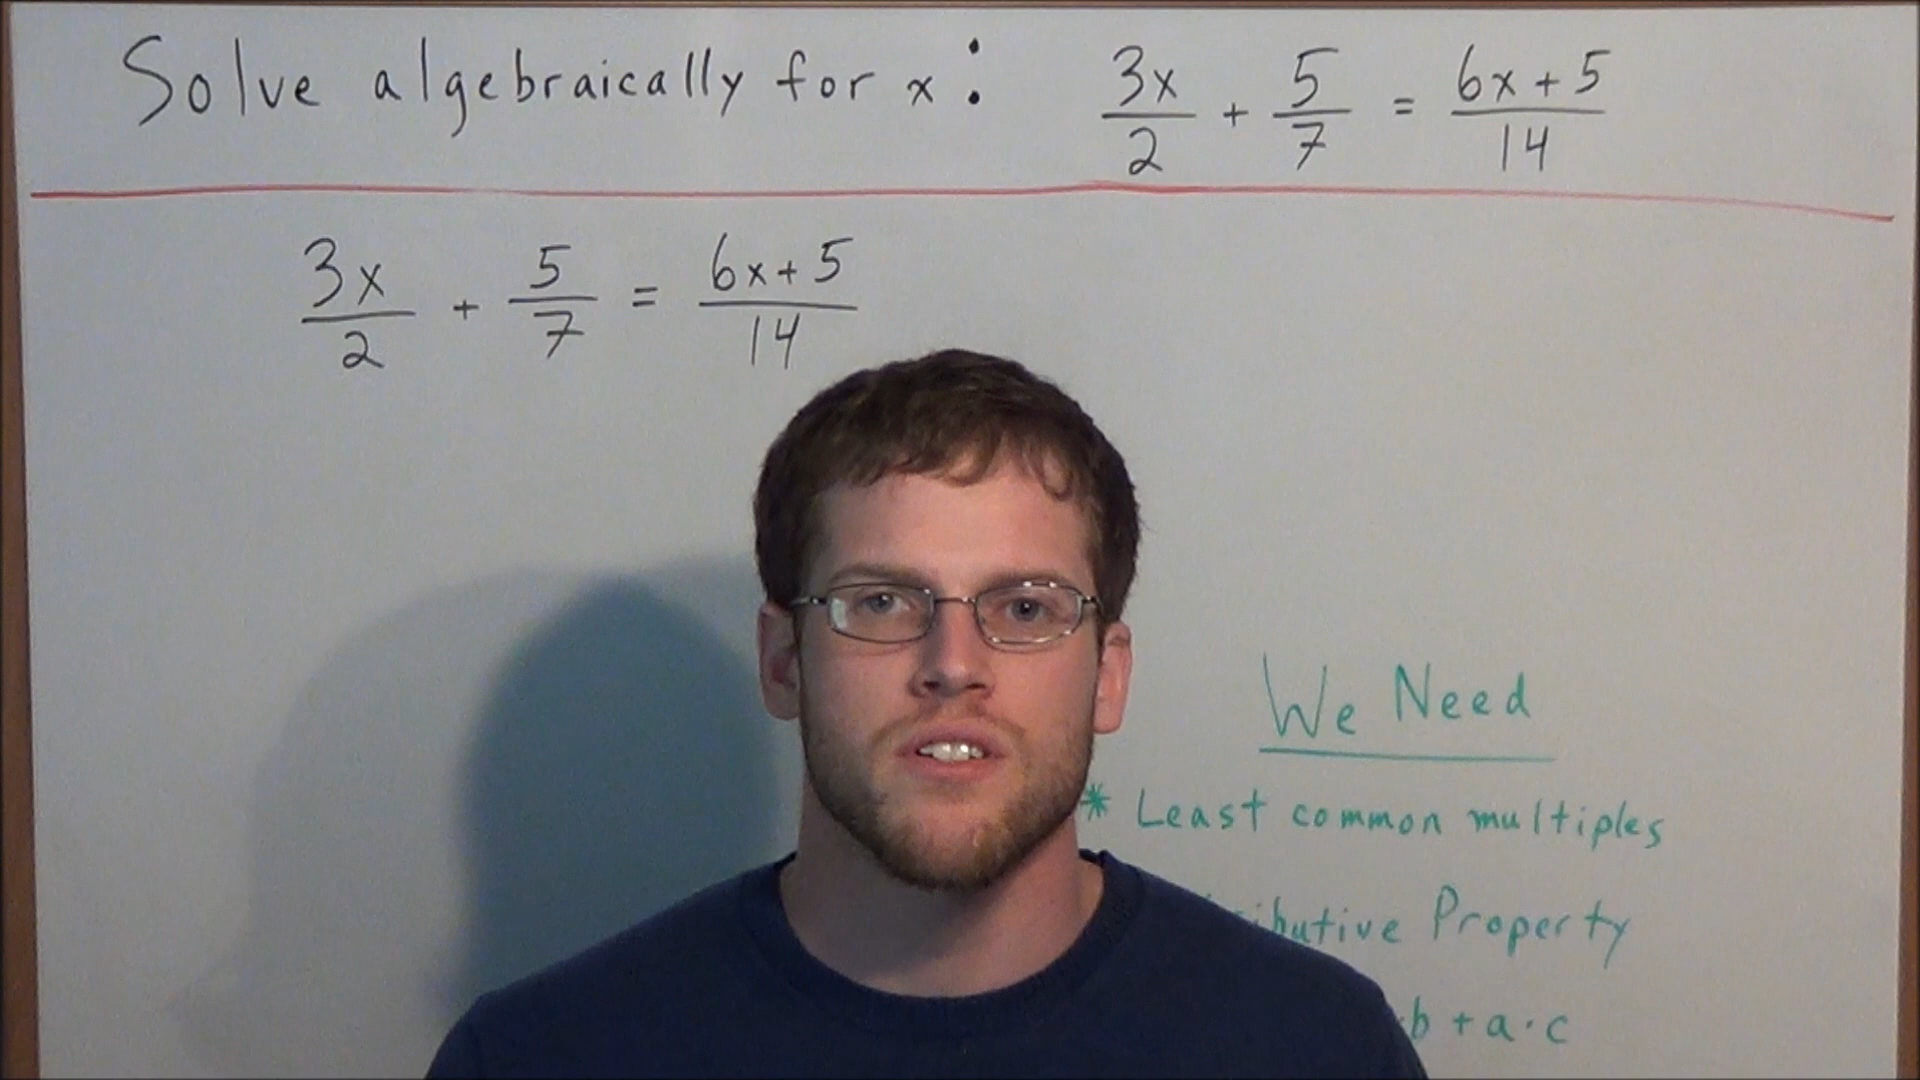 Solve algebraically for x: 3x/2 + 5/7 = (6x+5)/14
3x/2 + 5/7 = (6x+5)/14
We Need
* Least common multiples
Property
b + a·c